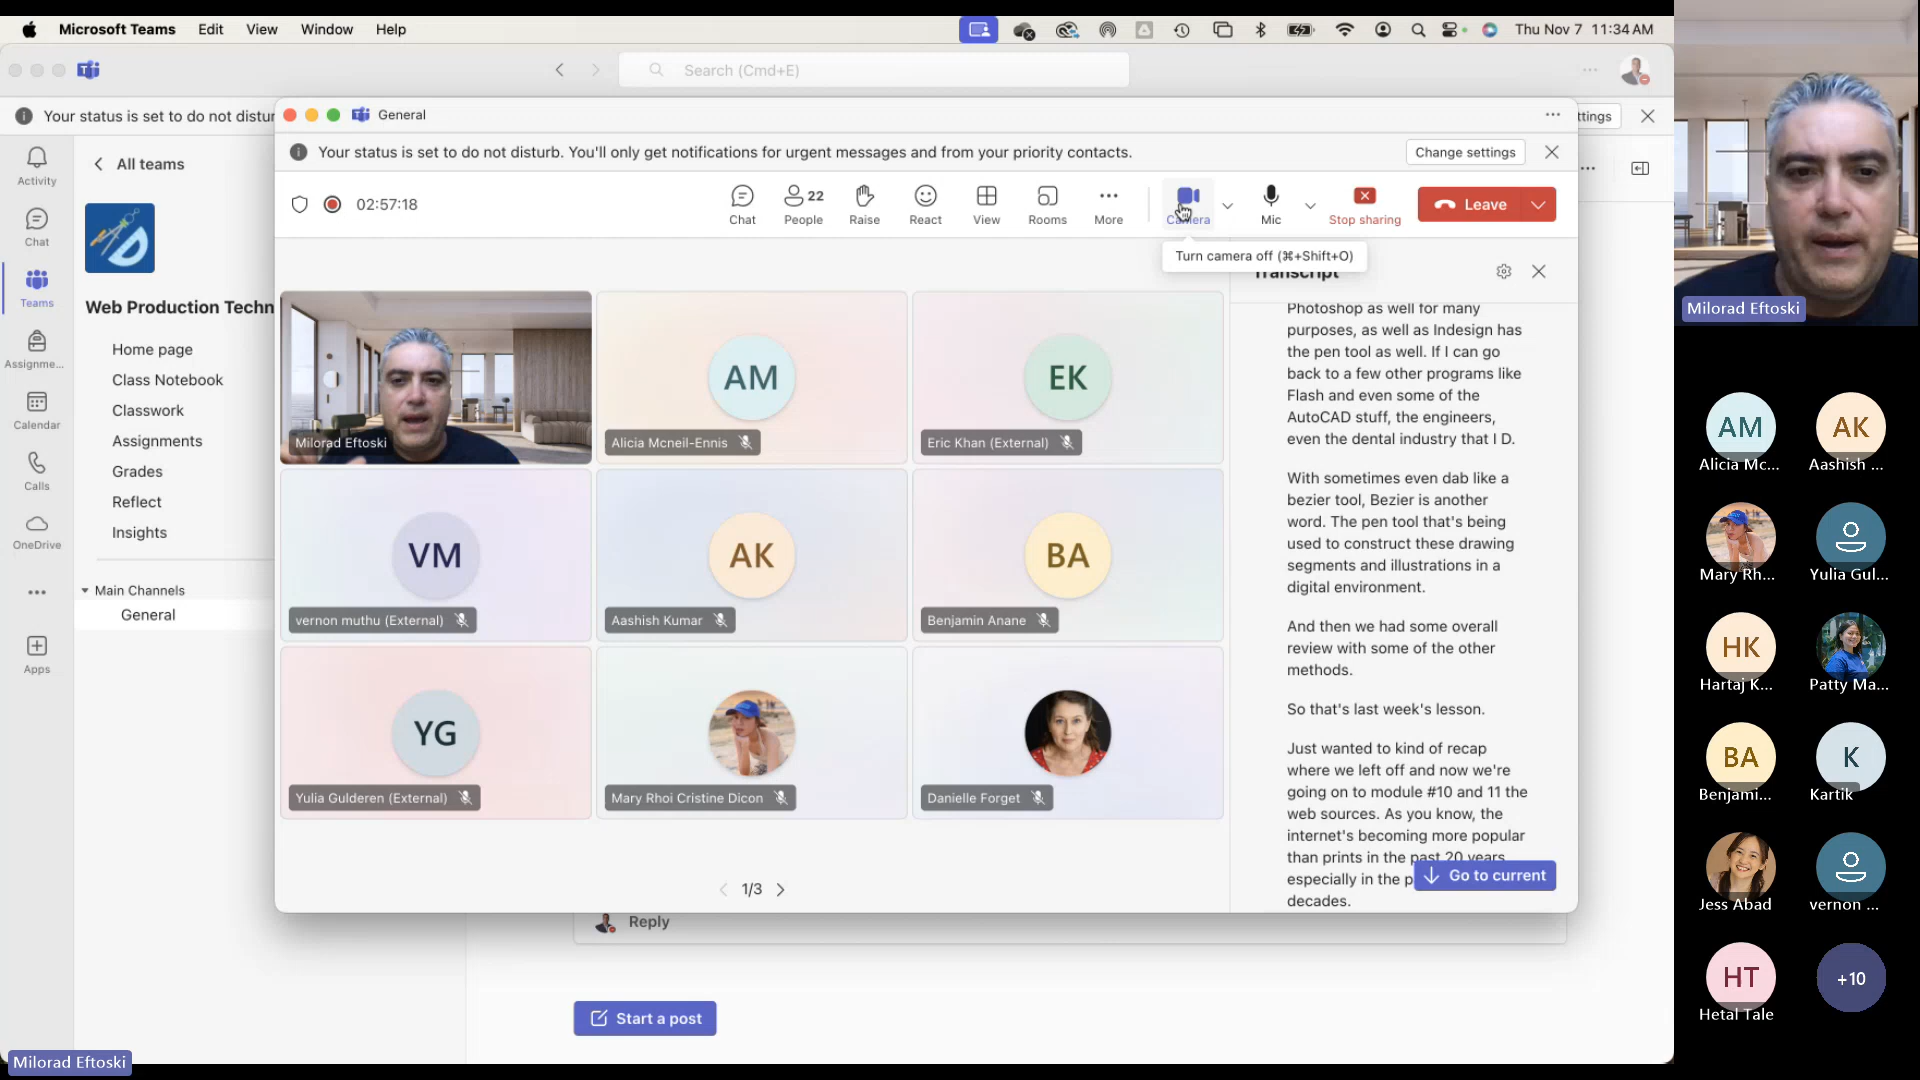 Microsoft Teams Edit View Window Help
Thu Nov 7 11:34 AM
Search (Cmd+E)
Your status is set to do not distur
ttings
General
Your status is set to do not disturb. You'll only get notifications for urgent messages and from your priority contacts.
Change settings
02:57:18
22
Chat People Raise React View Rooms More Camera Mic Stop sharing
Leave
Turn camera off (⌘+Shift+O)
Activity
Chat
Teams
Assignme...
Calendar
Calls
OneDrive
Apps
All teams
Web Production Techn
Home page
Class Notebook
Classwork
Assignments
Grades
Reflect
Insights
Main Channels
General
Milorad Eftoski
AM
Alicia Mcneil-Ennis
EK
Eric Khan (External)
VM
vernon muthu (External)
AK
Aashish Kumar
BA
Benjamin Anane
YG
Yulia Gulderen (External)
Mary Rhoi Cristine Dicon
Danielle Forget
1/3
Transcript
Photoshop as well for many
purposes, as well as Indesign has
the pen tool as well. If I can go
back to a few other programs like
Flash and even some of the
AutoCAD stuff, the engineers,
even the dental industry that I D.
With sometimes even dab like a
bezier tool, Bezier is another
word. The pen tool that's being
used to construct these drawing
segments and illustrations in a
digital environment.
And then we had some overall
review with some of the other
methods.
So that's last week's lesson.
Just wanted to kind of recap
where we left off and now we're
going on to module #10 and 11 the
web sources. As you know, the
internet's becoming more popular
than prints in the past 20 years
especially in the p
decades.
Go to current
Reply
Start a post
Milorad Eftoski
Milorad Eftoski
AM
Alicia Mc...
AK
Aashish ...
Mary Rh...
Yulia Gul...
HK
Hartaj K...
Patty Ma...
BA
Benjami...
K
Kartik
Jess Abad
vernon ...
HT
Hetal Tale
+10